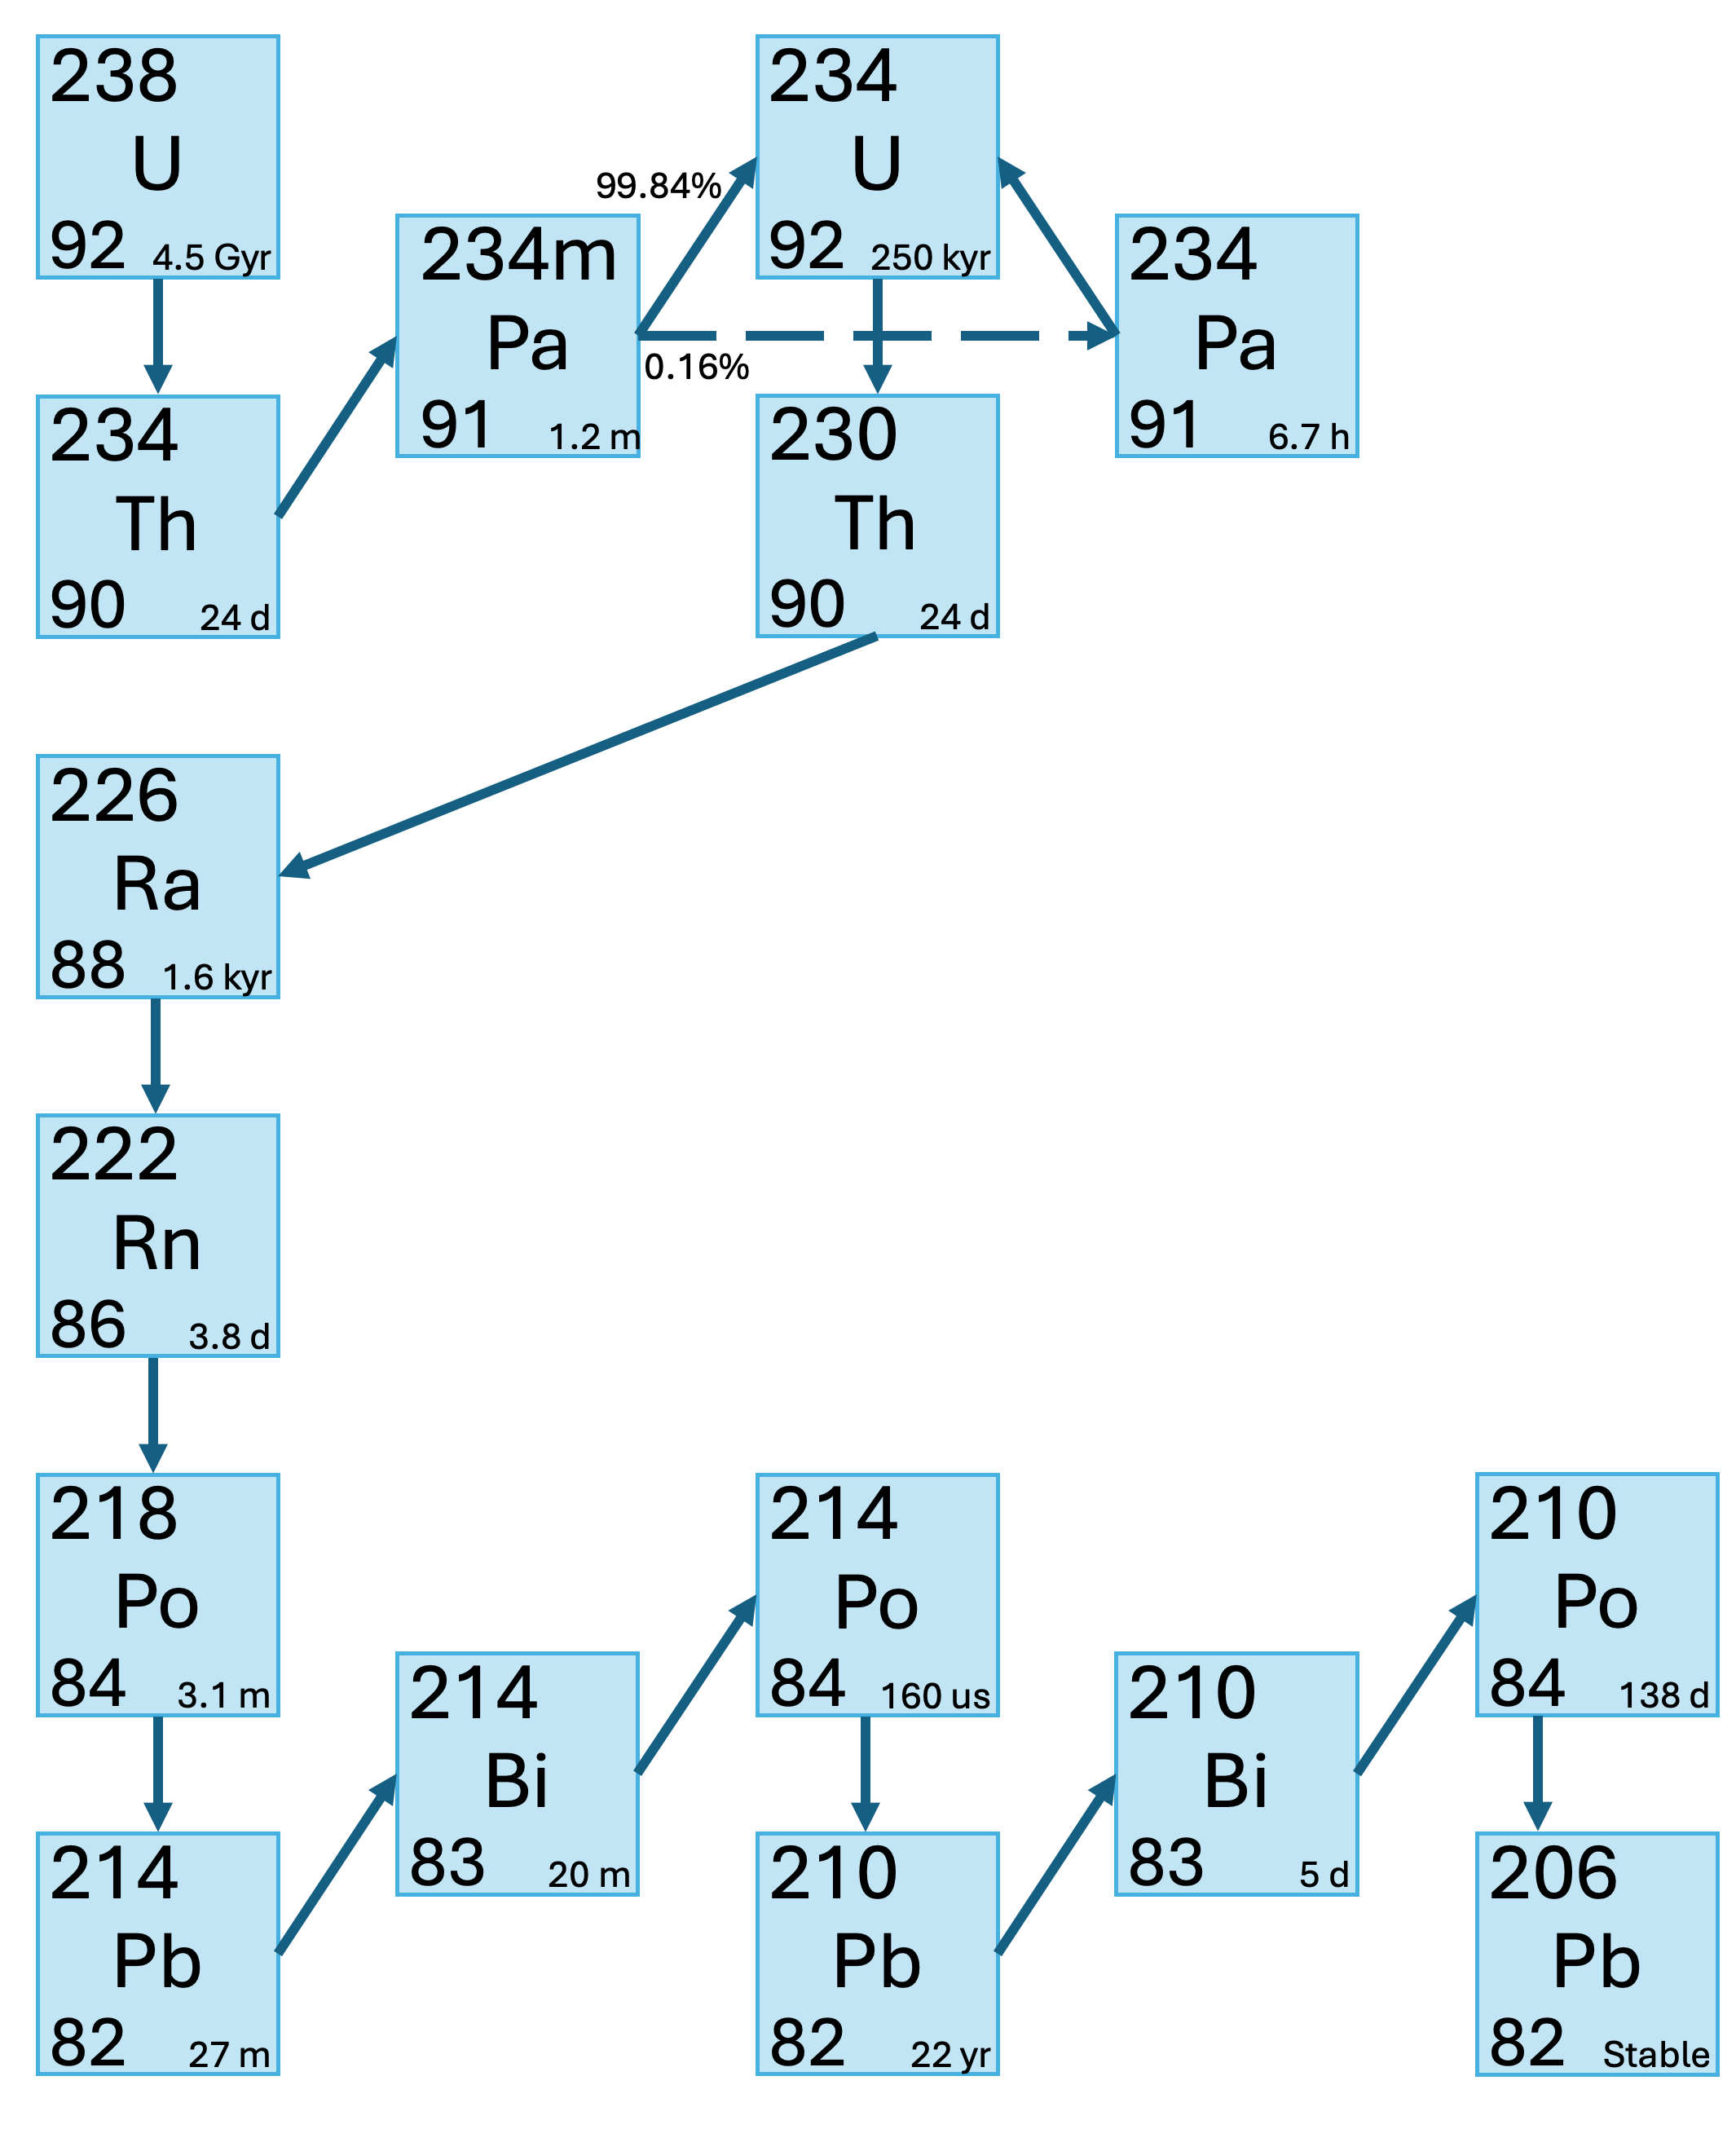 238
U
92 4.5 Gyr
234
Th
90 24 d
234m
Pa
91 1.2 m
99.84%
0.16%
234
U
92 250 kyr
234
Pa
91 6.7 h
230
Th
90 24 d
226
Ra
88 1.6 kyr
222
Rn
86 3.8 d
218
Po
84 3.1 m
214
Pb
82 27 m
214
Bi
83 20 m
214
Po
84 160 us
210
Pb
82 22 yr
210
Bi
83 5 d
210
Po
84 138 d
206
Pb
82 Stable